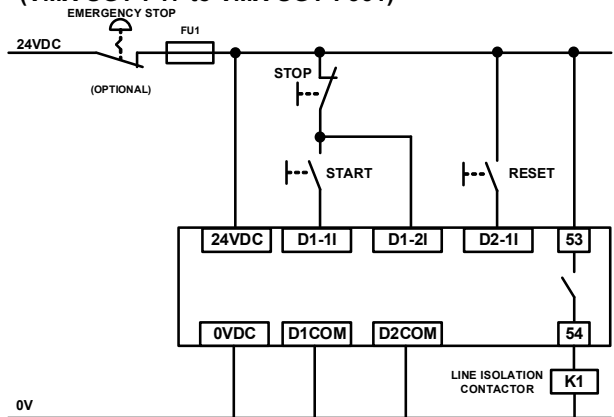 EMERGENCY STOP
FU1
24VDC
(OPTIONAL)
STOP
START
RESET
24VDC
D1-1I
D1-2I
D2-1I
53
0VDC
D1COM
D2COM
54
LINE ISOLATION
CONTACTOR
K1
0V